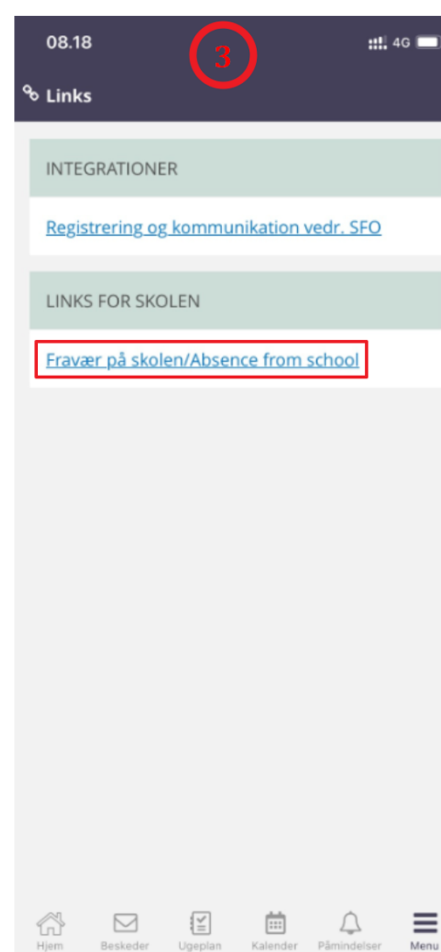 08.18
3
4G
Links
INTEGRATIONER
Registrering og kommunikation vedr. SFO
LINKS FOR SKOLEN
Fravær på skolen/Absence from school
Hjem Beskeder Ugeplan Kalender Påmindelser Menu